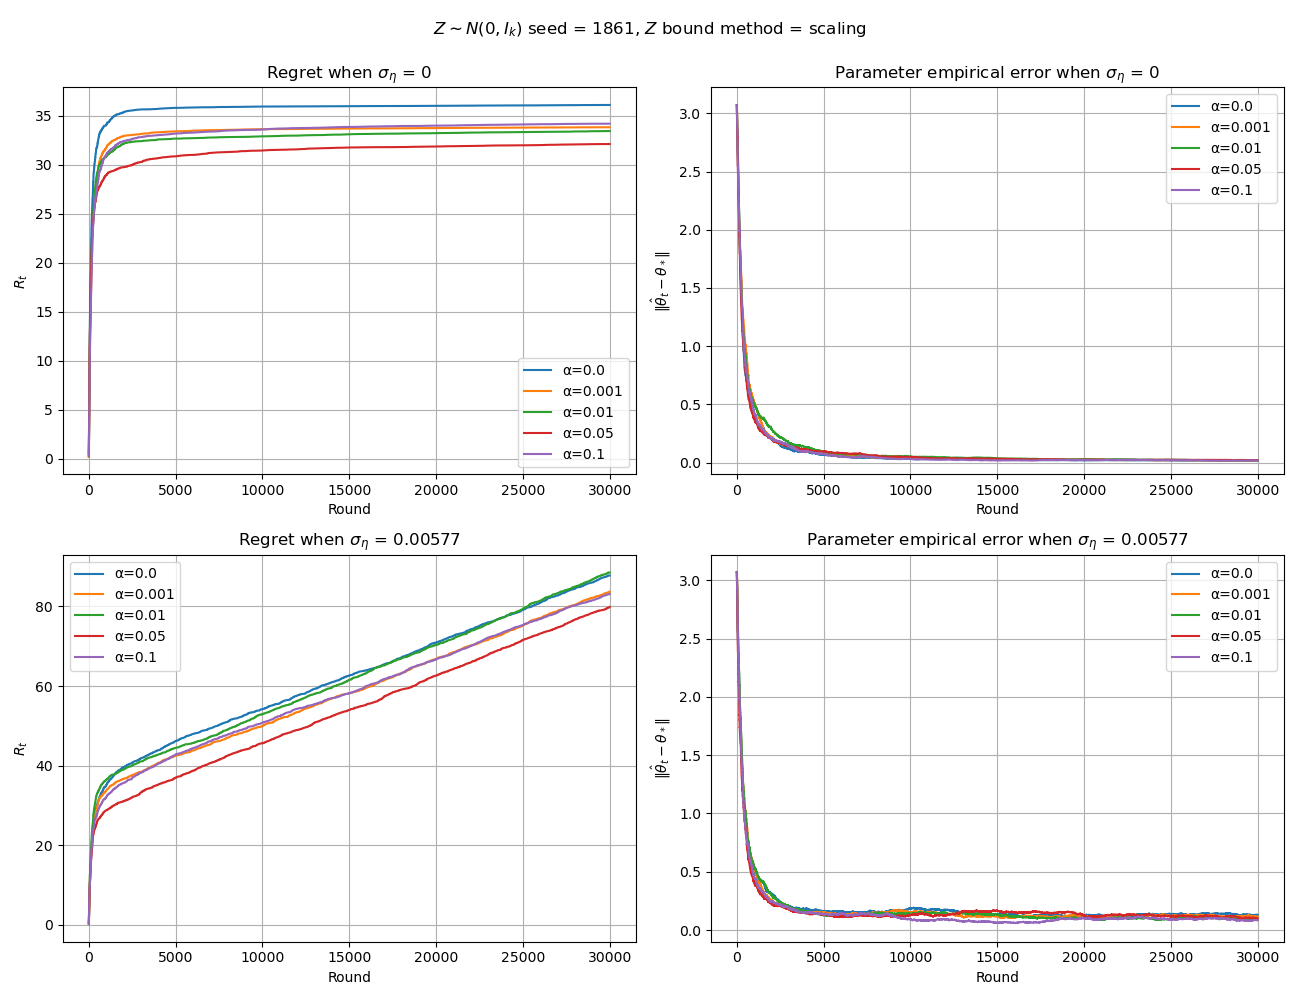 Z ∼ N(0, I_k) seed = 1861, Z bound method = scaling
Regret when σ_η = 0
35
30
25
20
15
10
5
0
R_t
0 5000 10000 15000 20000 25000 30000
Round
α=0.0
α=0.001
α=0.01
α=0.05
α=0.1
Parameter empirical error when σ_η = 0
3.0
2.5
2.0
1.5
1.0
0.5
0.0
‖θ̂_t − θ_*‖
0 5000 10000 15000 20000 25000 30000
Round
α=0.0
α=0.001
α=0.01
α=0.05
α=0.1
Regret when σ_η = 0.00577
80
60
40
20
0
R_t
0 5000 10000 15000 20000 25000 30000
Round
α=0.0
α=0.001
α=0.01
α=0.05
α=0.1
Parameter empirical error when σ_η = 0.00577
3.0
2.5
2.0
1.5
1.0
0.5
0.0
‖θ̂_t − θ_*‖
0 5000 10000 15000 20000 25000 30000
Round
α=0.0
α=0.001
α=0.01
α=0.05
α=0.1